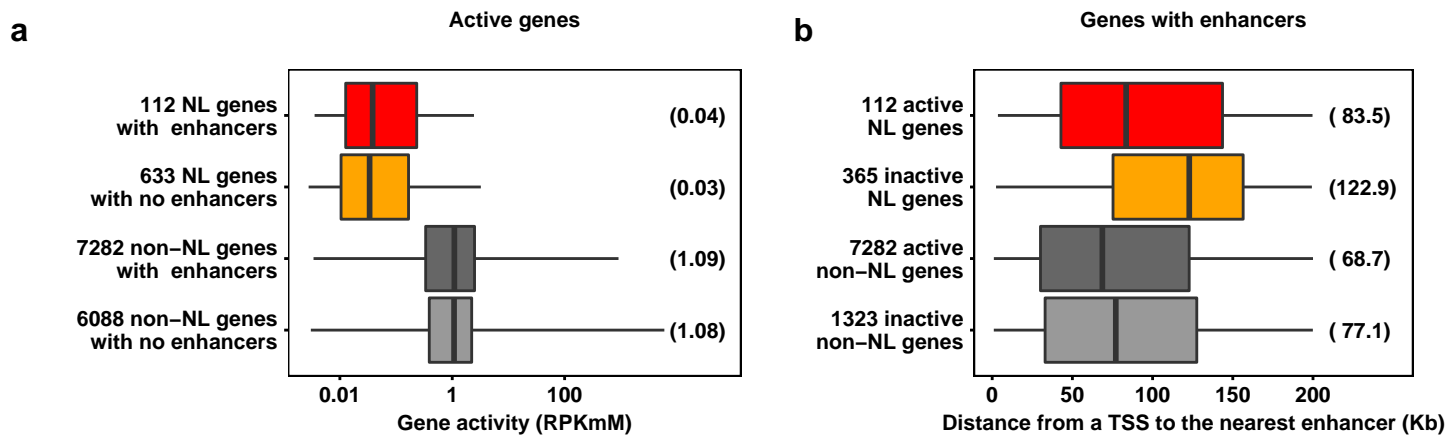 a
Active genes
112 NL genes
with  enhancers
(0.04)
633 NL genes
with no enhancers
(0.03)
7282 non−NL genes
with  enhancers
(1.09)
6088 non−NL genes
with no enhancers
(1.08)
0.01 1 100
Gene activity (RPKmM)
b
Genes with enhancers
112 active
NL genes
( 83.5)
365 inactive
NL genes
(122.9)
7282 active
non−NL genes
( 68.7)
1323 inactive
non−NL genes
( 77.1)
0 50 100 150 200
Distance from a TSS to the nearest enhancer (Kb)